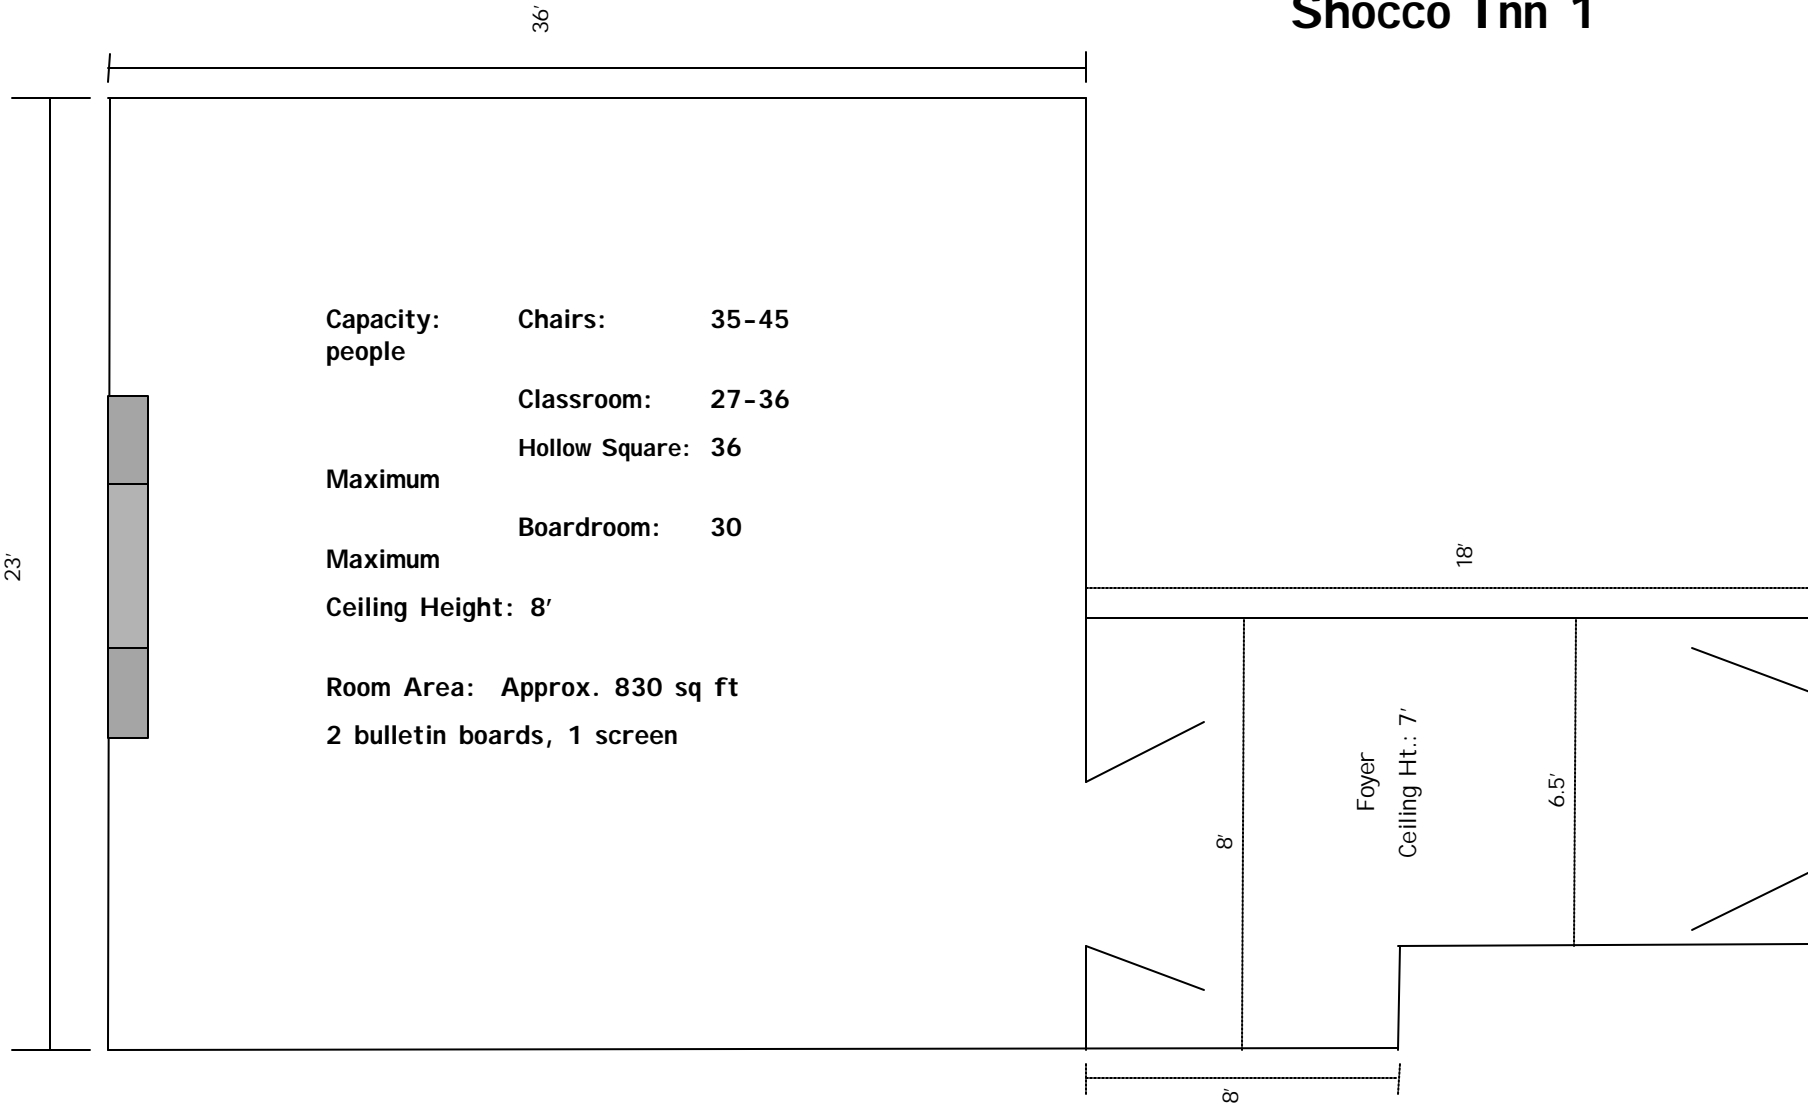 Shocco Inn 1
36'
23'
Capacity: Chairs: 35-45
people
Classroom: 27-36
Hollow Square: 36
Maximum
Boardroom: 30
Maximum
Ceiling Height: 8'
Room Area: Approx. 830 sq ft
2 bulletin boards, 1 screen
18'
8'
Foyer
Ceiling Ht.: 7'
6.5'
8'